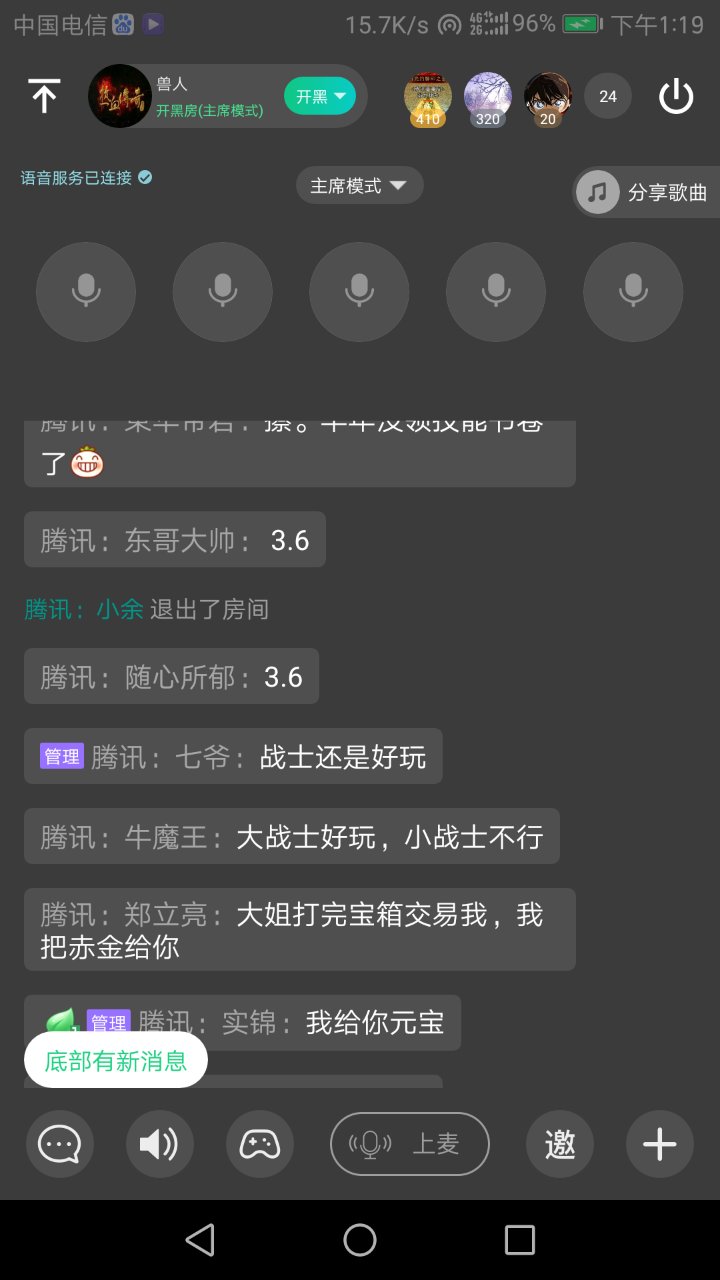 中国电信
15.7K/s
4G
2G
96%
下午1:19
兽人
开黑房(主席模式)
开黑
410
320
20
24
语音服务已连接
主席模式
分享歌曲
腾讯：
了
腾讯：东哥大帅：3.6
腾讯：小余 退出了房间
腾讯：随心所郁：3.6
管理 腾讯：七爷：战士还是好玩
腾讯：牛魔王：大战士好玩，小战士不行
腾讯：郑立亮：大姐打完宝箱交易我，我
把赤金给你
1 管理 腾讯：实锦：我给你元宝
底部有新消息
上麦
邀